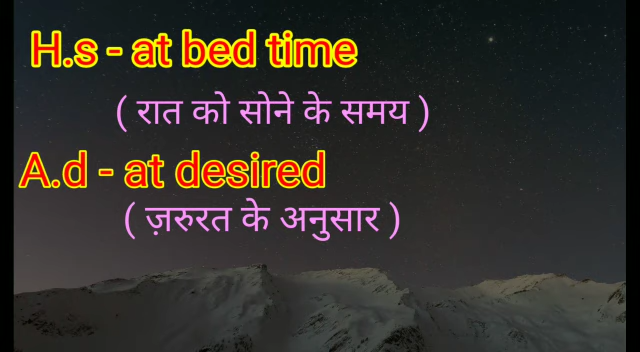 H.s - at bed time
( रात को सोने के समय )
A.d - at desired
( ज़रुरत के अनुसार )